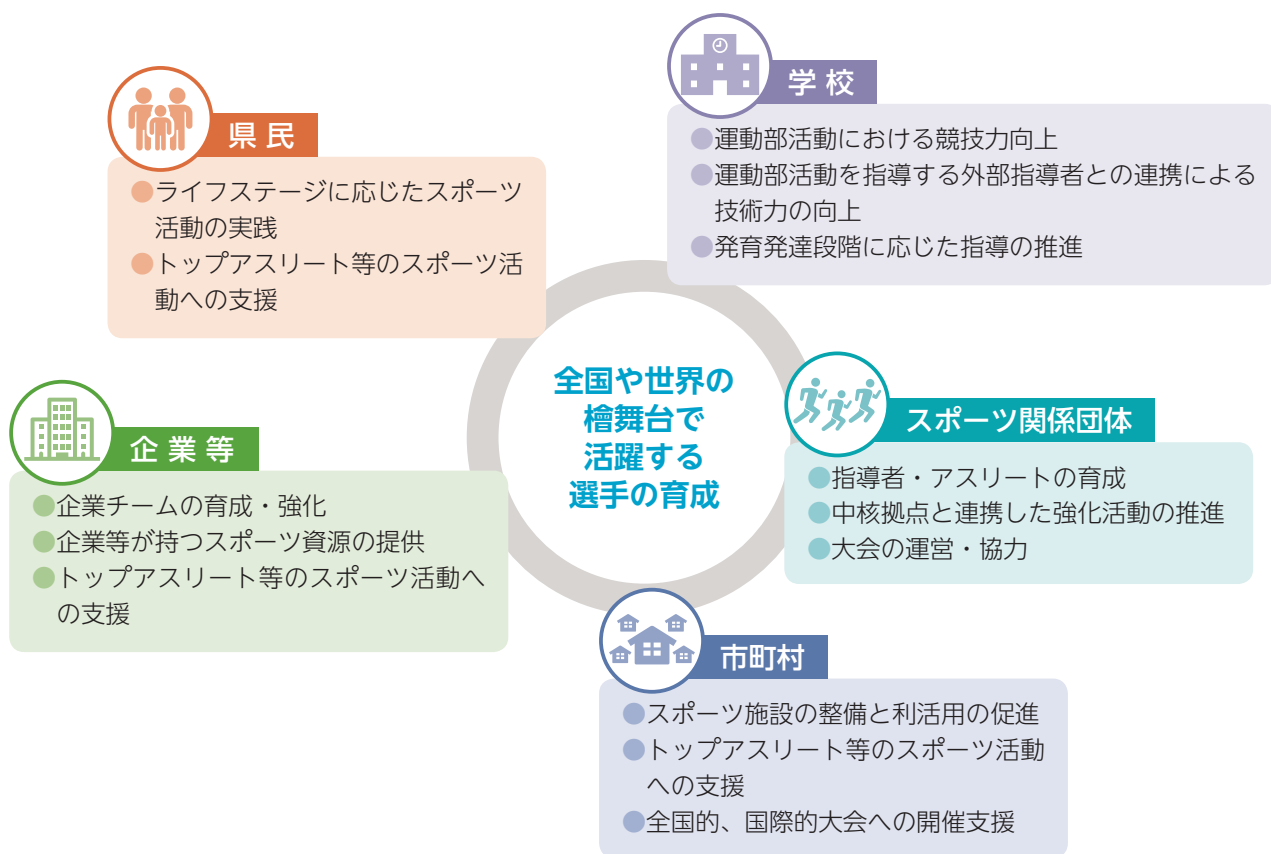 学校
●運動部活動における競技力向上
●運動部活動を指導する外部指導者との連携による
技術力の向上
●発育発達段階に応じた指導の推進
県民
●ライフステージに応じたスポーツ
活動の実践
●トップアスリート等のスポーツ活
動への支援
全国や世界の
檜舞台で
活躍する
選手の育成
スポーツ関係団体
●指導者・アスリートの育成
●中核拠点と連携した強化活動の推進
●大会の運営・協力
企業等
●企業チームの育成・強化
●企業等が持つスポーツ資源の提供
●トップアスリート等のスポーツ活動へ
の支援
市町村
●スポーツ施設の整備と利活用の促進
●トップアスリート等のスポーツ活動
への支援
●全国的、国際的大会への開催支援